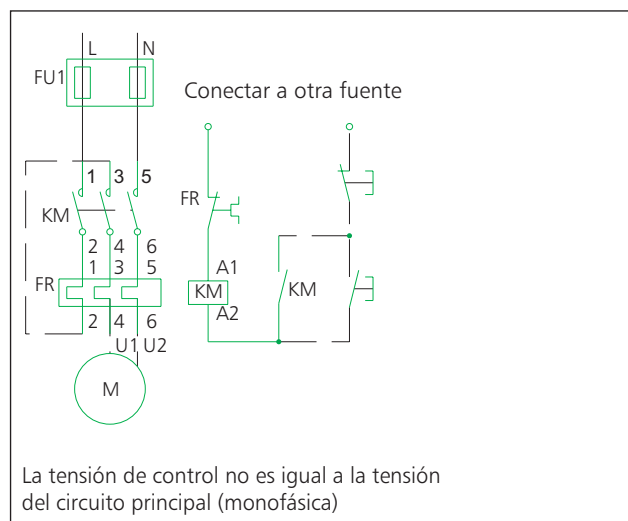 L N
FU1
Conectar a otra fuente
1 3 5
KM
2 4 6
FR
1 3 5
FR
2 4 6
U1 U2
M
A1
KM
A2
KM
La tensión de control no es igual a la tensión
del circuito principal (monofásica)